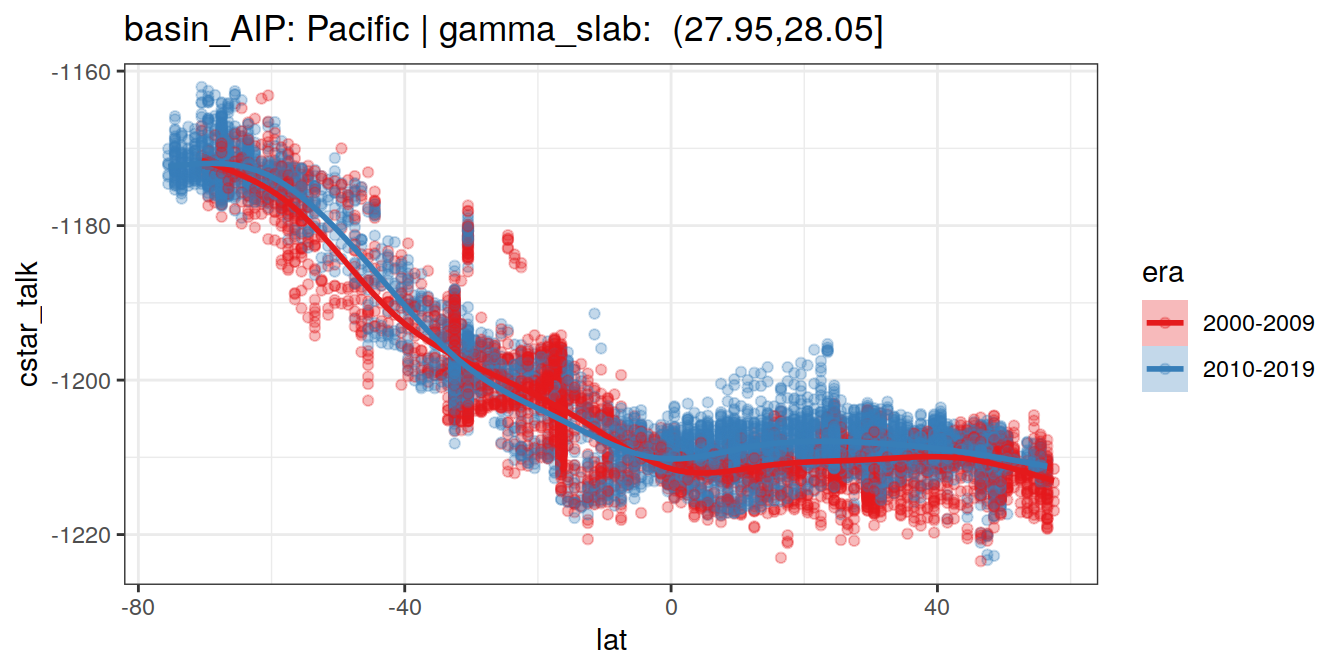 basin_AIP: Pacific | gamma_slab:  (27.95,28.05]
-1160
-1180
-1200
-1220
cstar_talk
-80
-40
0
40
lat
era
2000-2009
2010-2019